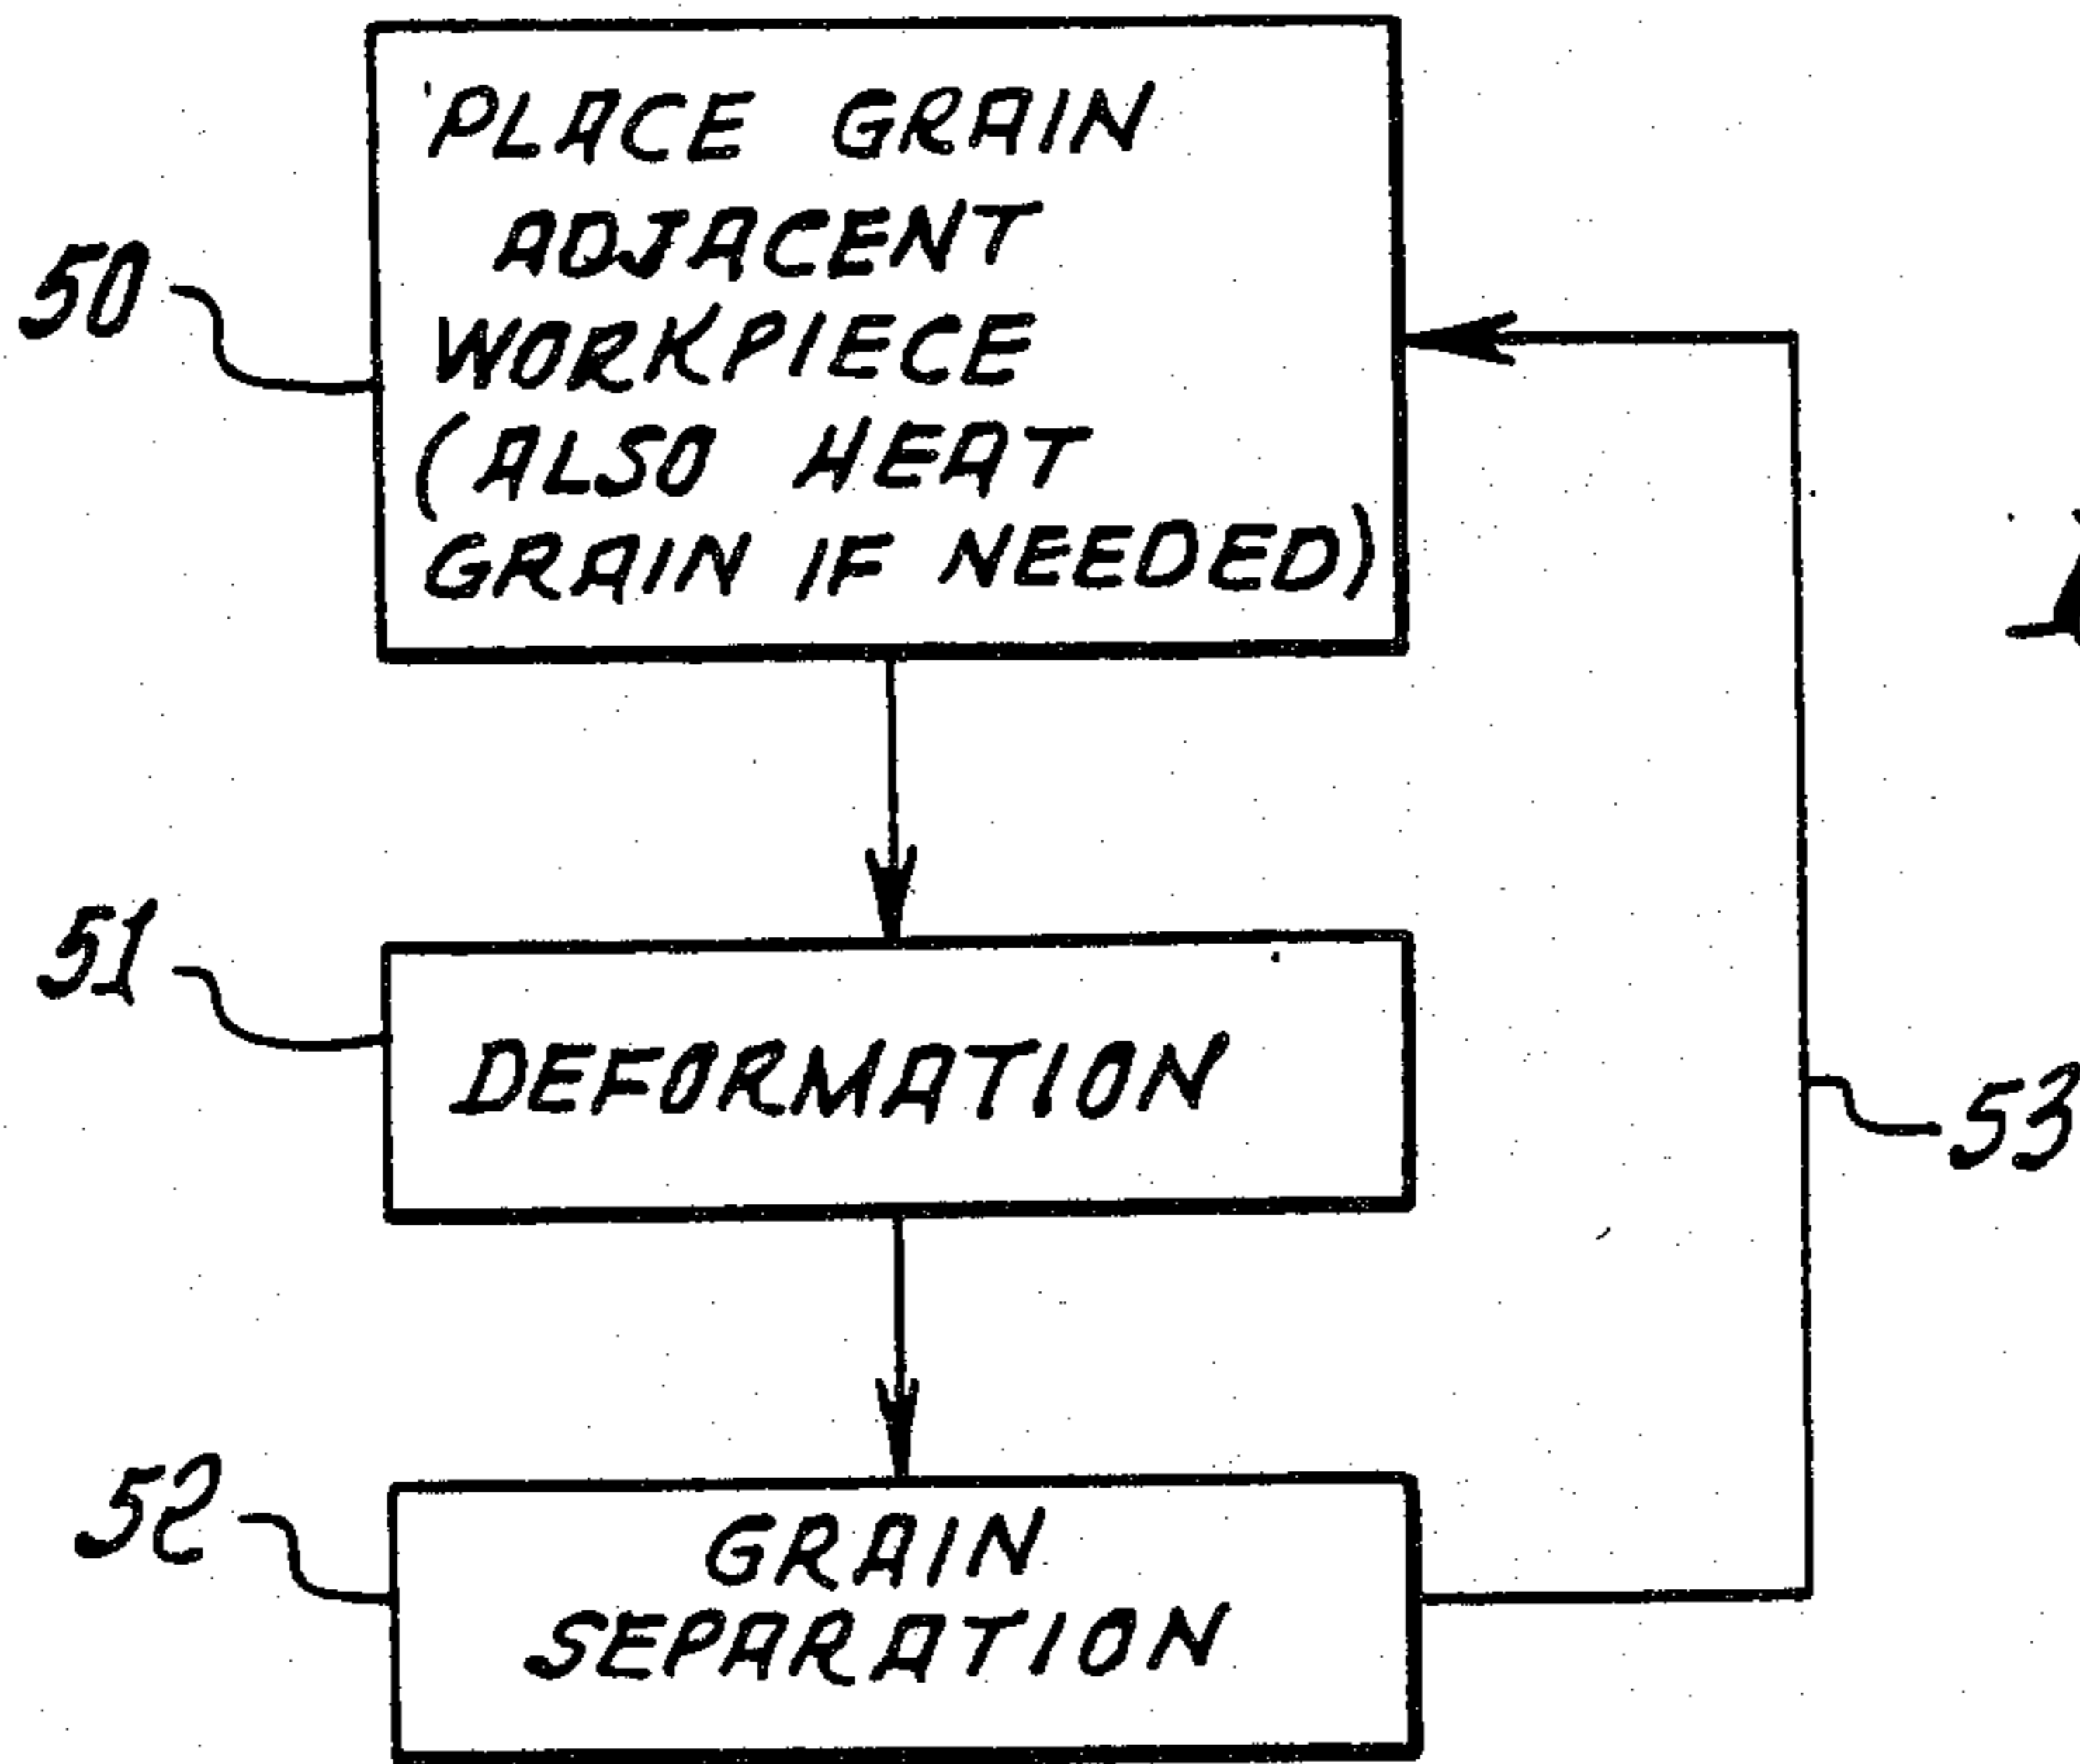 PLACE GRAIN
ADJACENT
WORKPIECE
(ALSO HEAT
GRAIN IF NEEDED)
50
51
DEFORMATION
53
52
GRAIN
SEPARATION